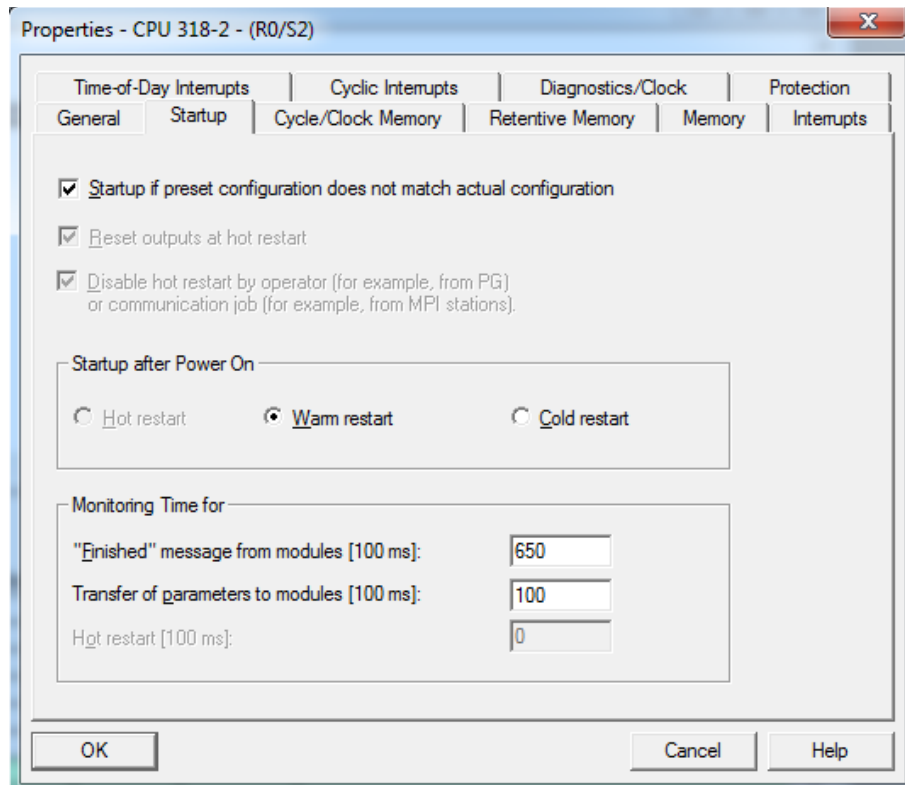 Properties - CPU 318-2 - (R0/S2)
Time-of-Day Interrupts Cyclic Interrupts Diagnostics/Clock Protection
General Startup Cycle/Clock Memory Retentive Memory Memory Interrupts
Startup if preset configuration does not match actual configuration
Reset outputs at hot restart
Disable hot restart by operator (for example, from PG)
or communication job (for example, from MPI stations).
Startup after Power On
Hot restart Warm restart Cold restart
Monitoring Time for
"Finished" message from modules [100 ms]: 650
Transfer of parameters to modules [100 ms]: 100
Hot restart [100 ms]: 0
OK Cancel Help